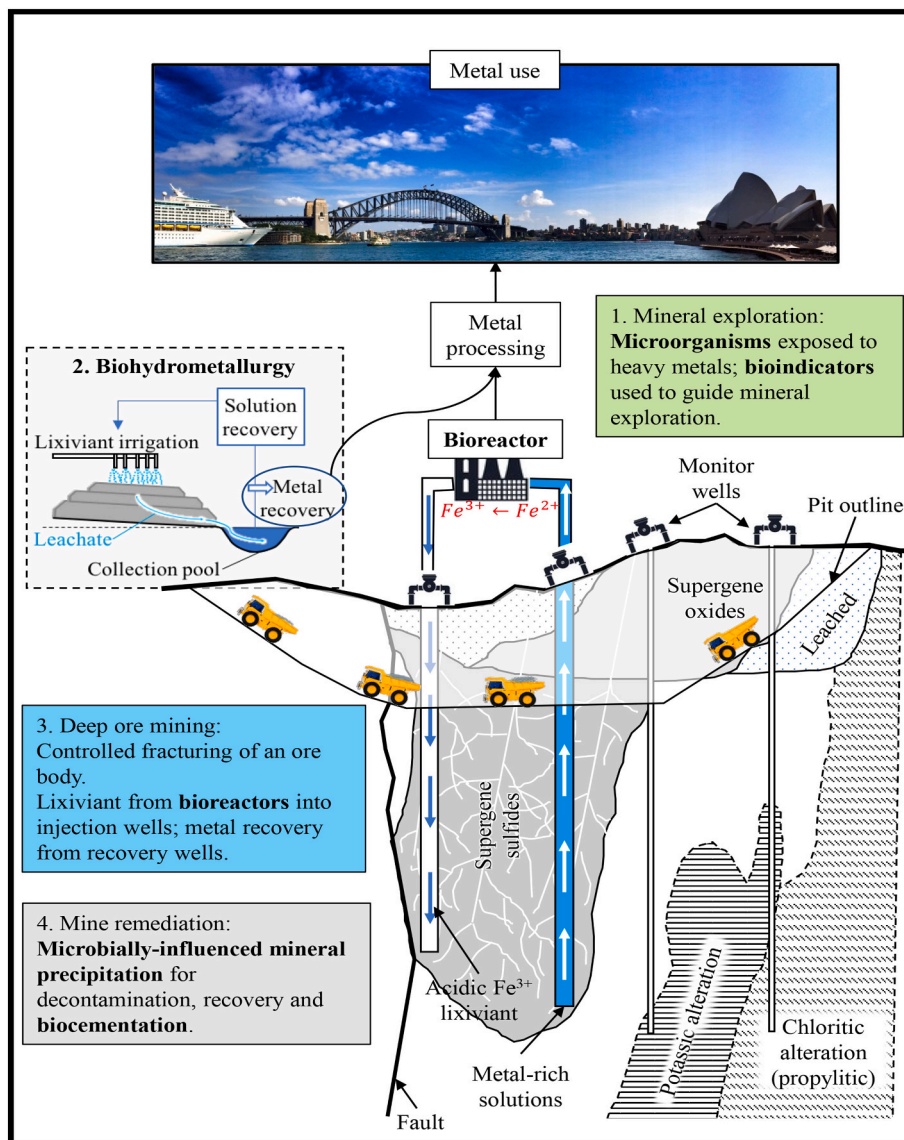 Metal use
Metal
processing
1. Mineral exploration:
Microorganisms exposed to
heavy metals; bioindicators
used to guide mineral
exploration.
2. Biohydrometallurgy
Solution
recovery
Lixiviant irrigation
Metal
recovery
Leachate
Collection pool
Bioreactor
Fe³⁺ ← Fe²⁺
Monitor
wells
Pit outline
Supergene
oxides
Leached
3. Deep ore mining:
Controlled fracturing of an ore
body.
Lixiviant from bioreactors into
injection wells; metal recovery
from recovery wells.
Supergene
sulfides
4. Mine remediation:
Microbially-influenced mineral
precipitation for
decontamination, recovery and
biocementation.
Acidic Fe³⁺
lixiviant
Potassic alteration
Chloritic
alteration
(propylitic)
Metal-rich
solutions
Fault